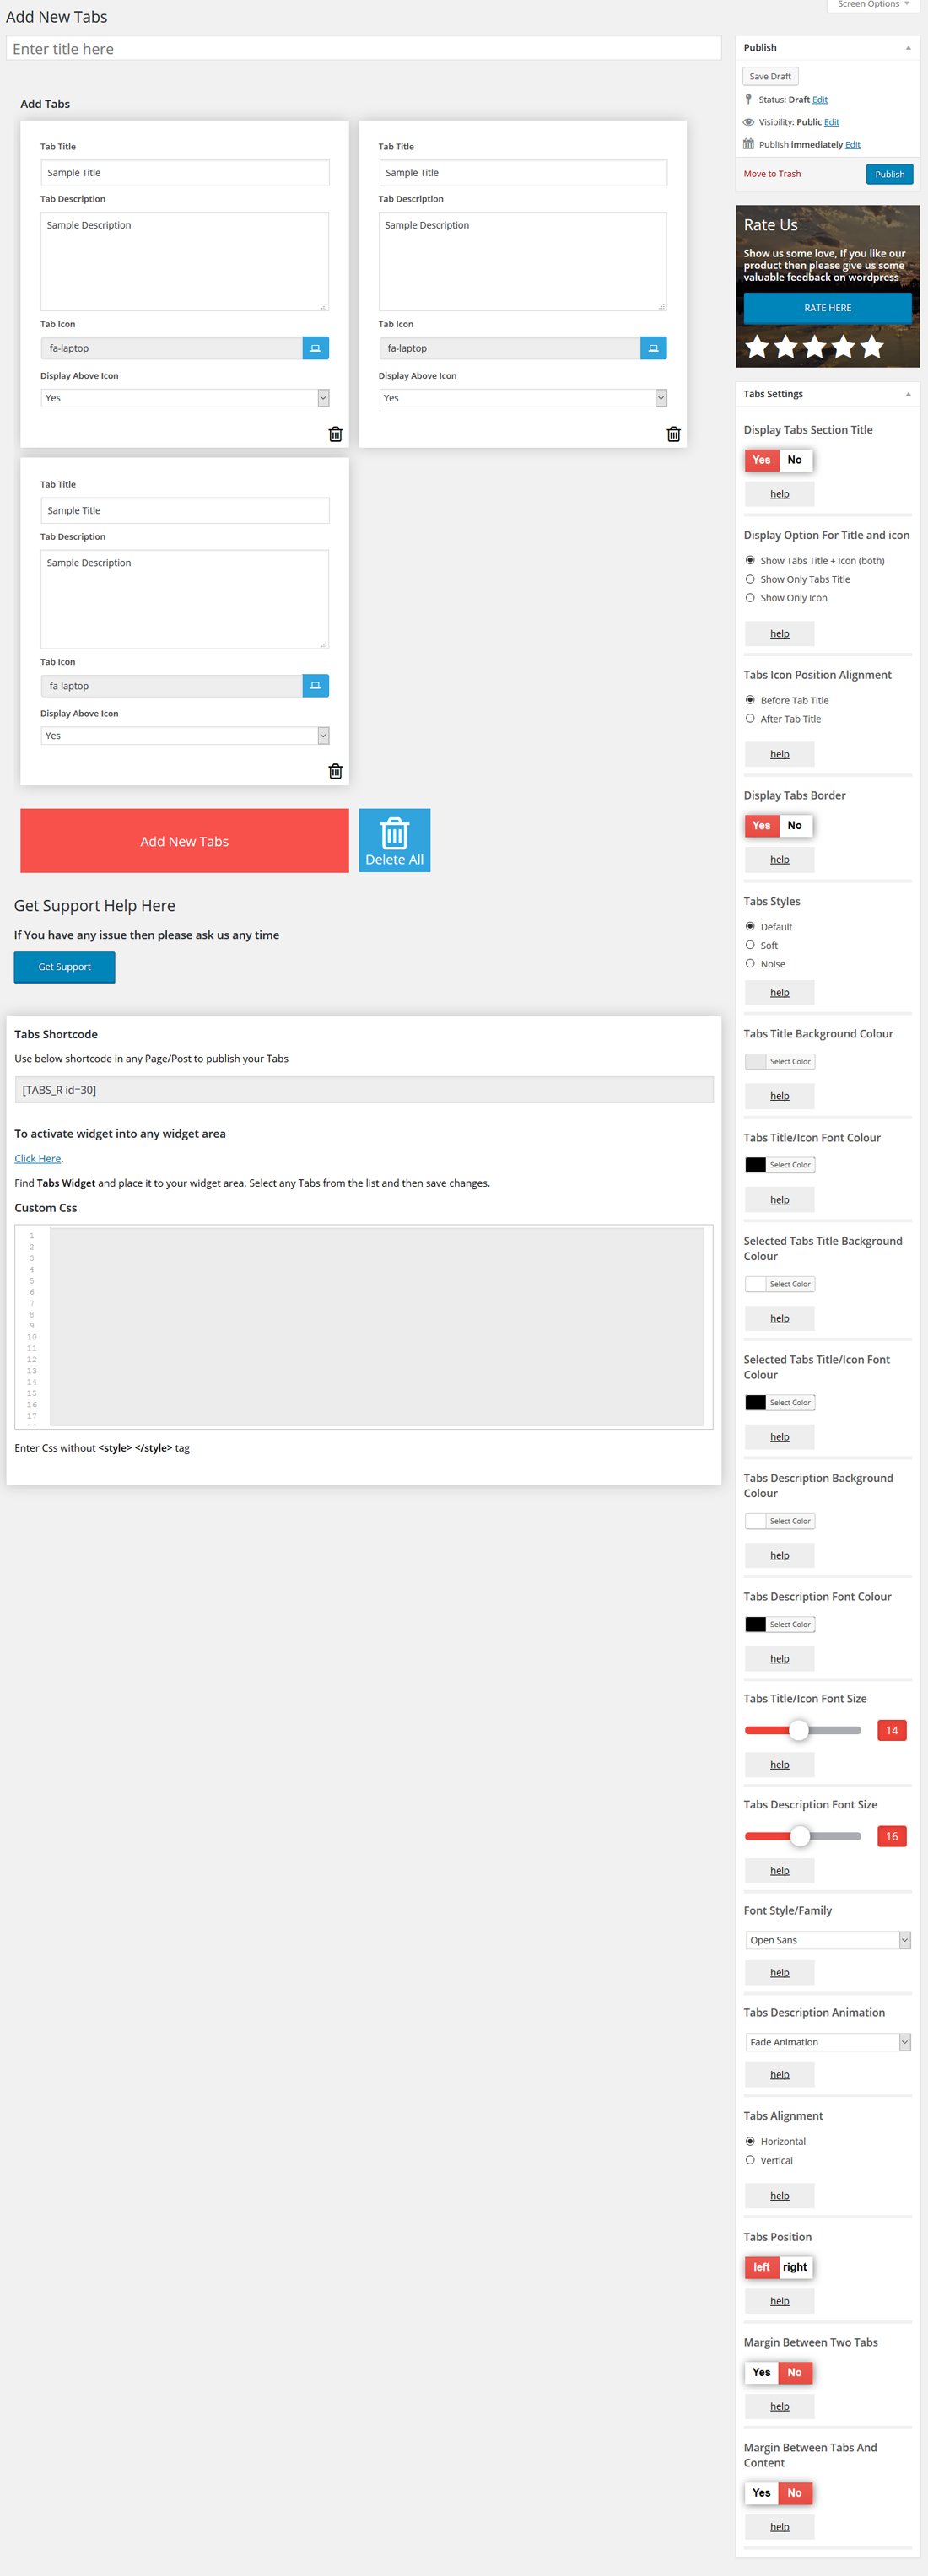 Screen Options
Add New Tabs
Enter title here
Add Tabs
Tab Title
Sample Title
Tab Description
Sample Description
Tab Icon
fa-laptop
Display Above Icon
Yes
Tab Title
Sample Title
Tab Description
Sample Description
Tab Icon
fa-laptop
Display Above Icon
Yes
Tab Title
Sample Title
Tab Description
Sample Description
Tab Icon
fa-laptop
Display Above Icon
Yes
Add New Tabs
Delete All
Get Support Help Here
If You have any issue then please ask us any time
Get Support
Tabs Shortcode
Use below shortcode in any Page/Post to publish your Tabs
[TABS_R id=30]
To activate widget into any widget area
Click Here.
Find Tabs Widget and place it to your widget area. Select any Tabs from the list and then save changes.
Custom Css
1
2
3
4
5
6
7
8
9
10
11
12
13
14
15
16
17
Enter Css without <style> </style> tag
Publish
Save Draft
Status: Draft Edit
Visibility: Public Edit
Publish immediately Edit
Move to Trash
Publish
Rate Us
Show us some love, If you like our
product then please give us some
valuable feedback on wordpress
RATE HERE
Tabs Settings
Display Tabs Section Title
Yes No
help
Display Option For Title and icon
Show Tabs Title + Icon (both)
Show Only Tabs Title
Show Only Icon
help
Tabs Icon Position Alignment
Before Tab Title
After Tab Title
help
Display Tabs Border
Yes No
help
Tabs Styles
Default
Soft
Noise
help
Tabs Title Background Colour
Select Color
help
Tabs Title/Icon Font Colour
Select Color
help
Selected Tabs Title Background
Colour
Select Color
help
Selected Tabs Title/Icon Font
Colour
Select Color
help
Tabs Description Background
Colour
Select Color
help
Tabs Description Font Colour
Select Color
help
Tabs Title/Icon Font Size
14
help
Tabs Description Font Size
16
help
Font Style/Family
Open Sans
help
Tabs Description Animation
Fade Animation
help
Tabs Alignment
Horizontal
Vertical
help
Tabs Position
left right
help
Margin Between Two Tabs
Yes No
help
Margin Between Tabs And
Content
Yes No
help